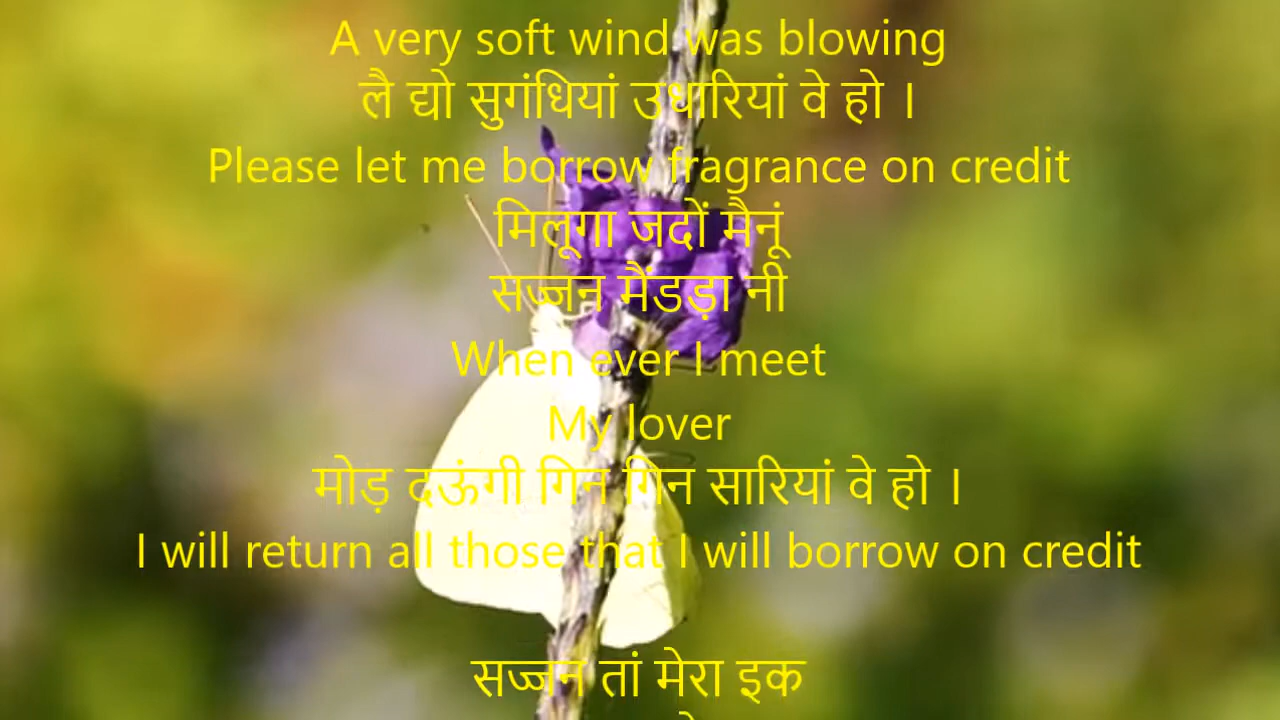 A very soft wind was blowing
लै द्यो सुगंधियां उधारियां वे हो ।
Please let me borrow fragrance on credit
मिलूगा जदों मैनूं
सज्जन मैंडड़ा नी
When ever I meet
My lover
मोड़ दऊंगी गिन गिन सारियां वे हो ।
I will return all those that I will borrow on credit
सज्जन तां मेरा इक